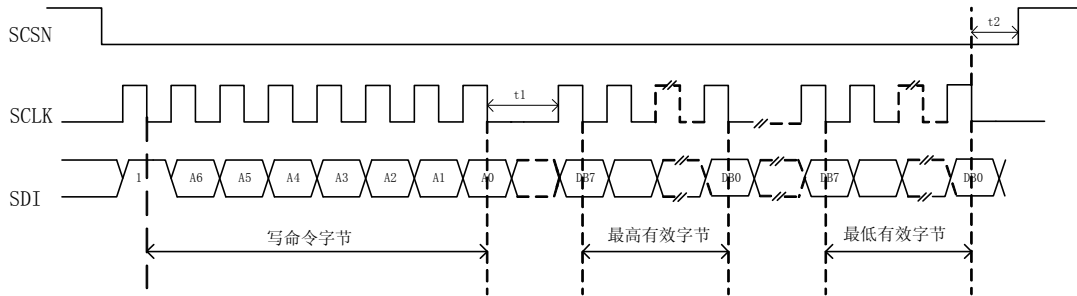 SCSN
t2
SCLK
t1
SDI
1 A6 A5 A4 A3 A2 A1 A0 DB7 DB0 DB7 DB0
写命令字节 最高有效字节 最低有效字节